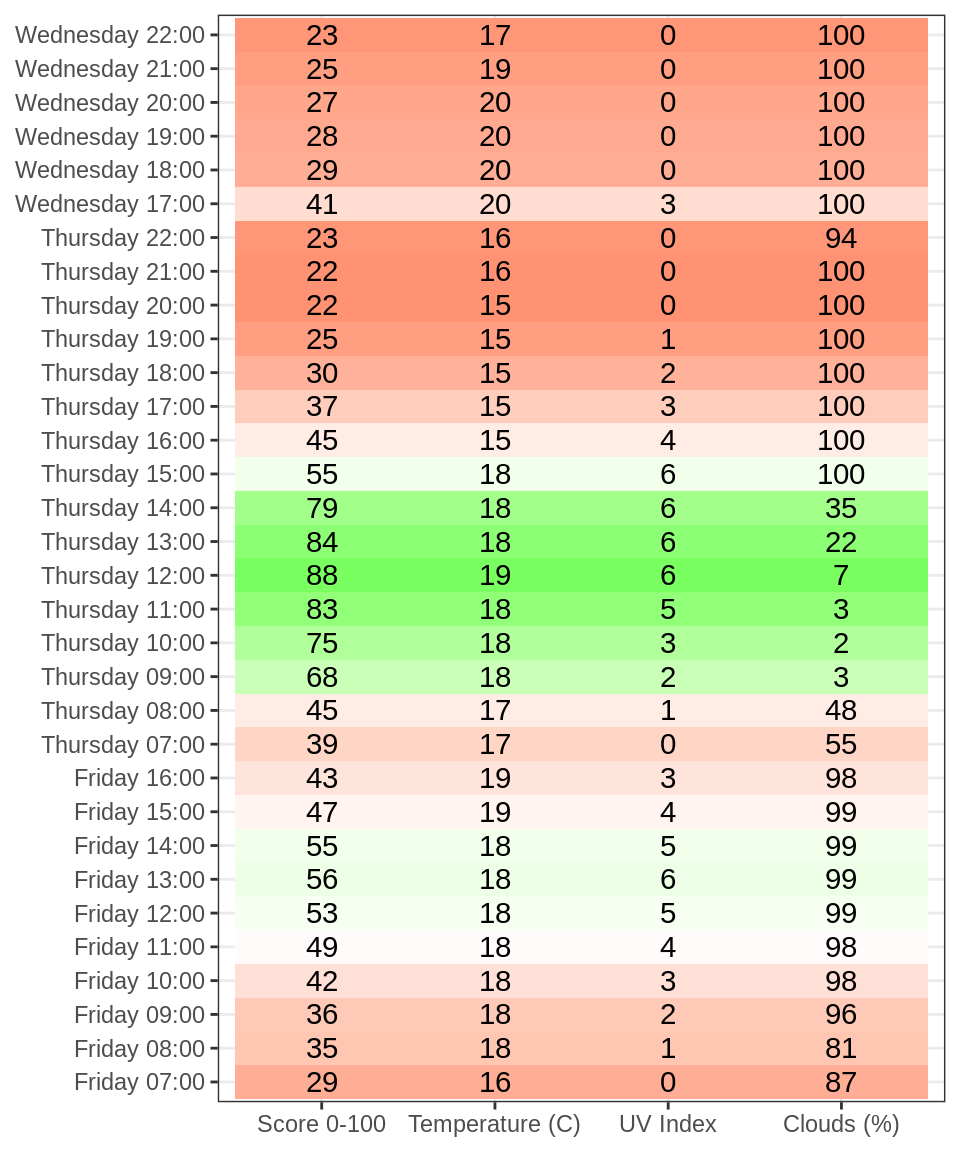 Wednesday 22:00 23 17 0 100
Wednesday 21:00 25 19 0 100
Wednesday 20:00 27 20 0 100
Wednesday 19:00 28 20 0 100
Wednesday 18:00 29 20 0 100
Wednesday 17:00 41 20 3 100
Thursday 22:00 23 16 0 94
Thursday 21:00 22 16 0 100
Thursday 20:00 22 15 0 100
Thursday 19:00 25 15 1 100
Thursday 18:00 30 15 2 100
Thursday 17:00 37 15 3 100
Thursday 16:00 45 15 4 100
Thursday 15:00 55 18 6 100
Thursday 14:00 79 18 6 35
Thursday 13:00 84 18 6 22
Thursday 12:00 88 19 6 7
Thursday 11:00 83 18 5 3
Thursday 10:00 75 18 3 2
Thursday 09:00 68 18 2 3
Thursday 08:00 45 17 1 48
Thursday 07:00 39 17 0 55
Friday 16:00 43 19 3 98
Friday 15:00 47 19 4 99
Friday 14:00 55 18 5 99
Friday 13:00 56 18 6 99
Friday 12:00 53 18 5 99
Friday 11:00 49 18 4 98
Friday 10:00 42 18 3 98
Friday 09:00 36 18 2 96
Friday 08:00 35 18 1 81
Friday 07:00 29 16 0 87
Score 0-100 Temperature (C) UV Index Clouds (%)